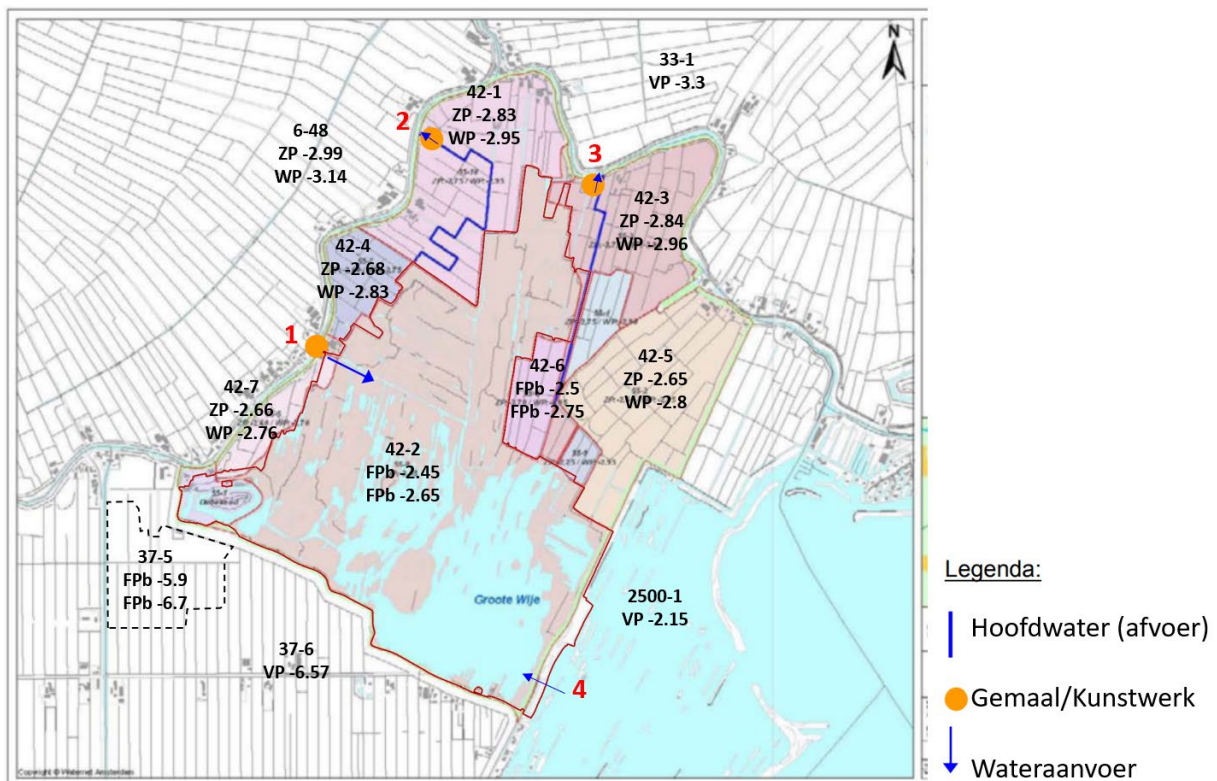 N
33-1
VP -3.3
42-1
ZP -2.83
WP -2.95
2
6-48
ZP -2.99
WP -3.14
3
42-3
ZP -2.84
WP -2.96
42-4
ZP -2.68
WP -2.83
1
42-6
FPb -2.5
FPb -2.75
42-5
ZP -2.65
WP -2.8
42-7
ZP -2.66
WP -2.76
42-2
FPb -2.45
FPb -2.65
37-5
FPb -5.9
FPb -6.7
Groote Wije
2500-1
VP -2.15
37-6
VP -6.57
4
Legenda:
Hoofdwater (afvoer)
Gemaal/Kunstwerk
Wateraanvoer
Copyright © Waternet Amsterdam